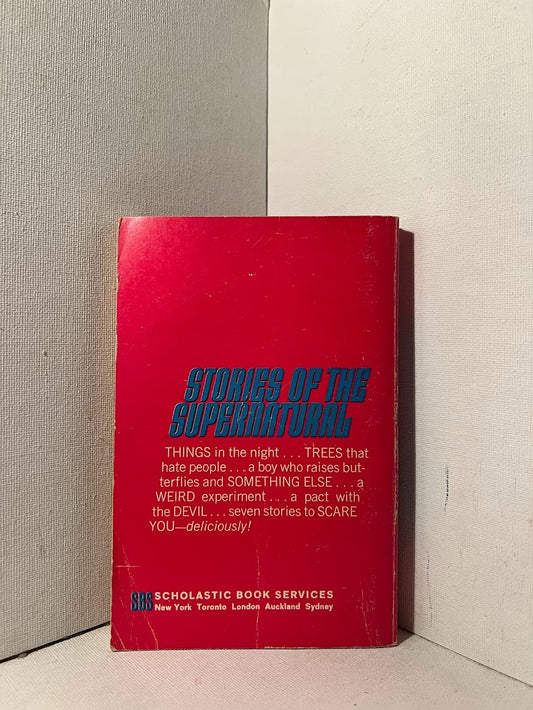 STORIES OF THE
SUPERNATURAL
THINGS in the night . . . TREES that
hate people . . . a boy who raises but-
terflies and SOMETHING ELSE . . . a
WEIRD experiment . . . a pact with
the DEVIL . . . seven stories to SCARE
YOU—deliciously!
SBS SCHOLASTIC BOOK SERVICES
New York Toronto London Auckland Sydney